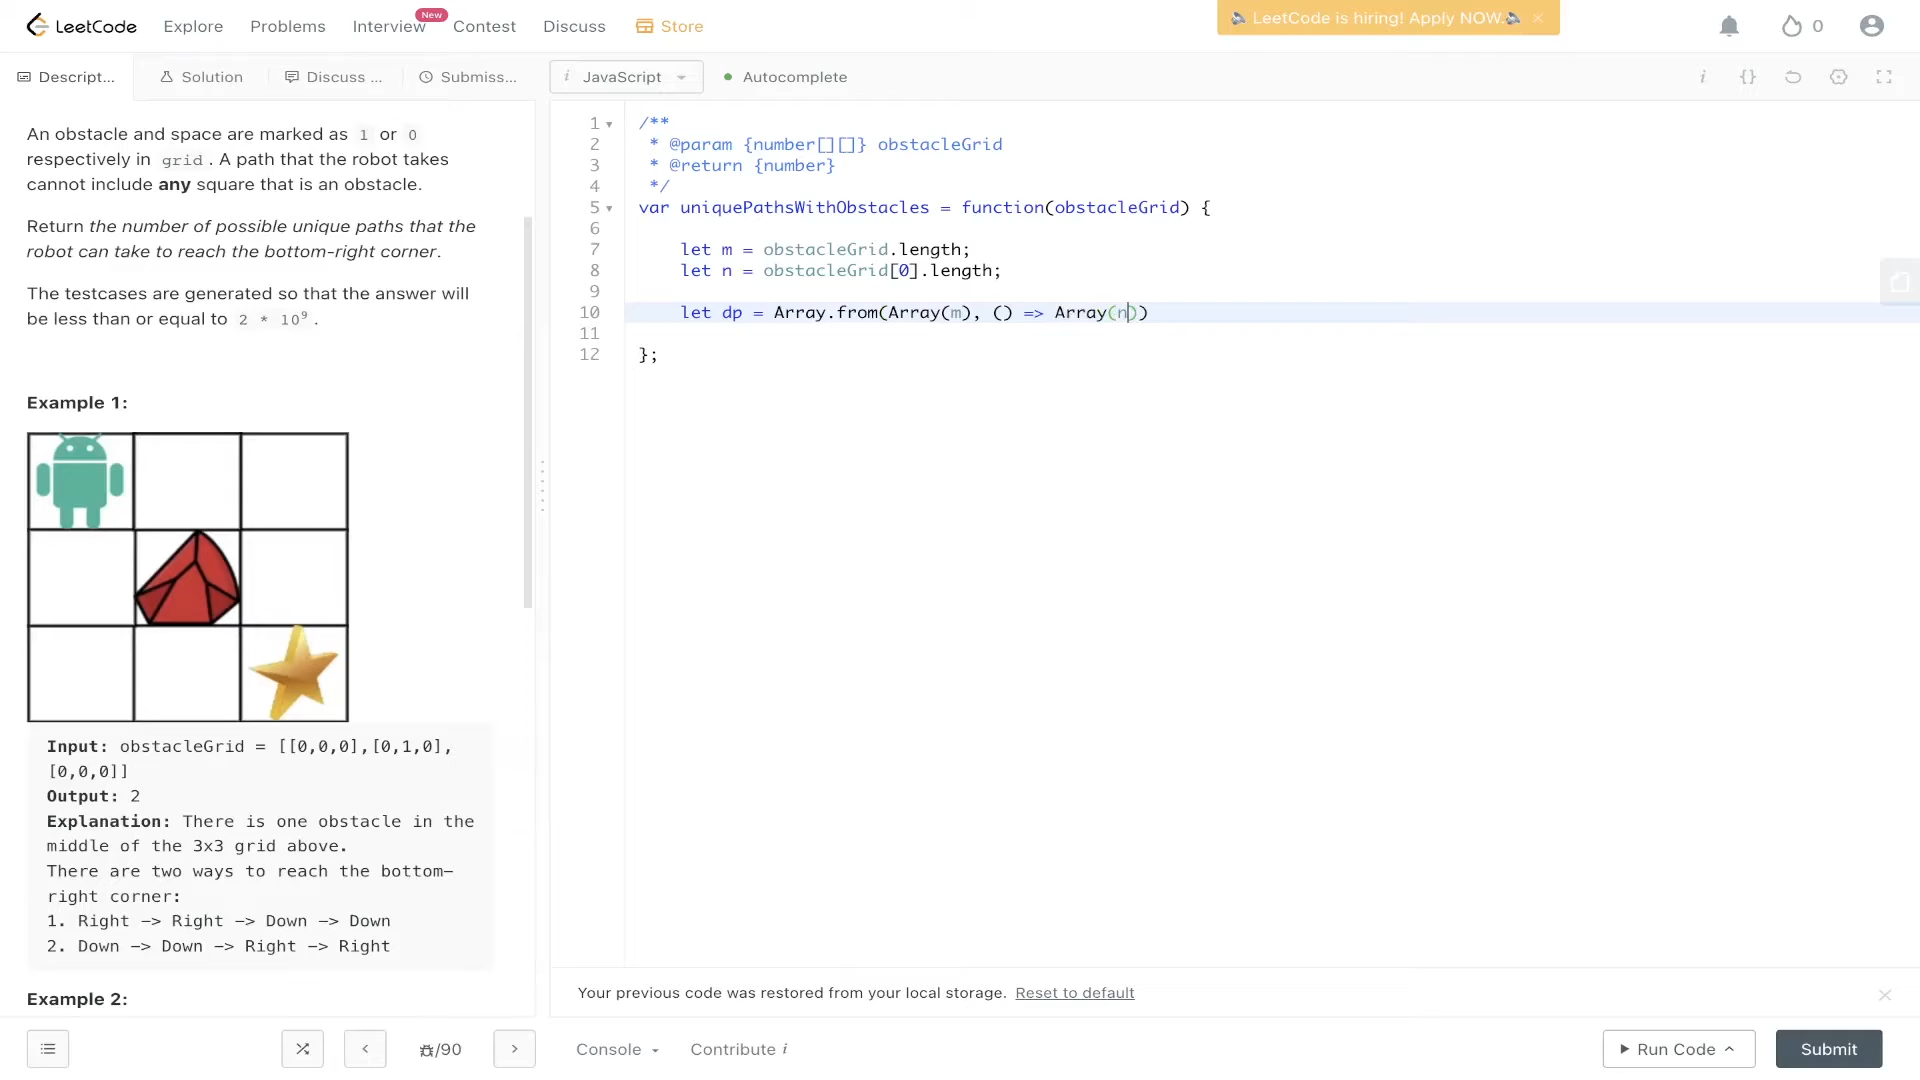 LeetCode Explore Problems Interview New Contest Discuss Store LeetCode is hiring! Apply NOW. 0
Descript... Solution Discuss ... Submiss... i JavaScript Autocomplete i {}
An obstacle and space are marked as 1 or 0
respectively in grid. A path that the robot takes
cannot include any square that is an obstacle.
Return the number of possible unique paths that the
robot can take to reach the bottom-right corner.
The testcases are generated so that the answer will
be less than or equal to 2 * 10⁹.
Example 1:
Input: obstacleGrid = [[0,0,0],[0,1,0],
[0,0,0]]
Output: 2
Explanation: There is one obstacle in the
middle of the 3x3 grid above.
There are two ways to reach the bottom-
right corner:
1. Right -> Right -> Down -> Down
2. Down -> Down -> Right -> Right
Example 2:
1 /**
2 * @param {number[][]} obstacleGrid
3 * @return {number}
4 */
5 var uniquePathsWithObstacles = function(obstacleGrid) {
6
7 let m = obstacleGrid.length;
8 let n = obstacleGrid[0].length;
9
10 let dp = Array.from(Array(m), () => Array(n))
11
12 };
Your previous code was restored from your local storage. Reset to default
/90 Console Contribute i Run Code Submit